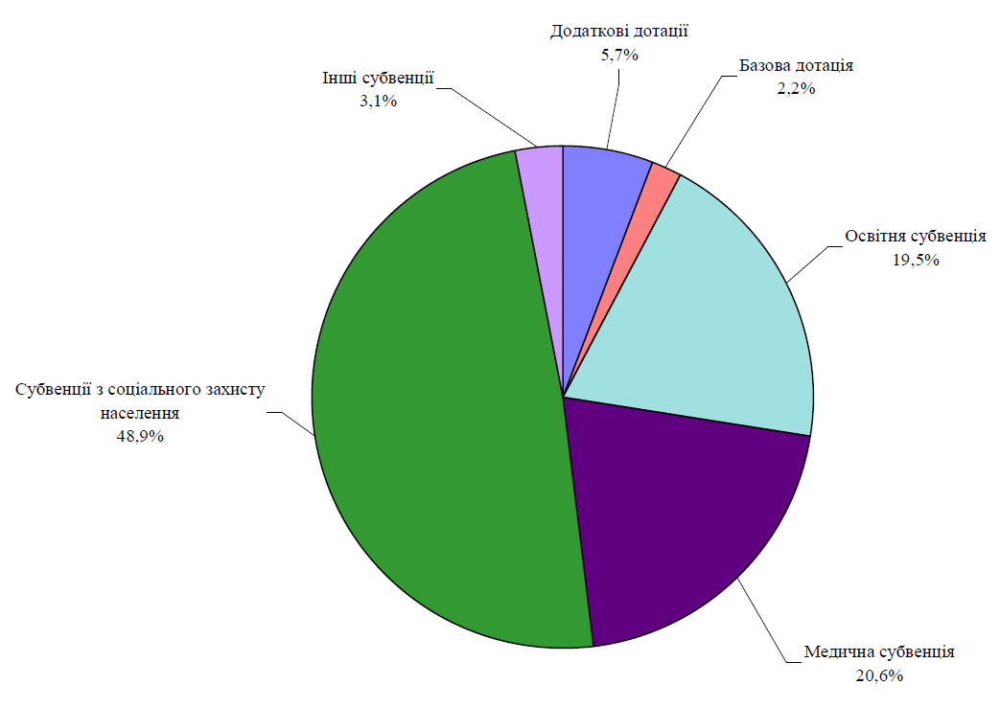 Додаткові дотації
5,7%
Базова дотація
2,2%
Інші субвенції
3,1%
Освітня субвенція
19,5%
Субвенції з соціального захисту
населення
48,9%
Медична субвенція
20,6%